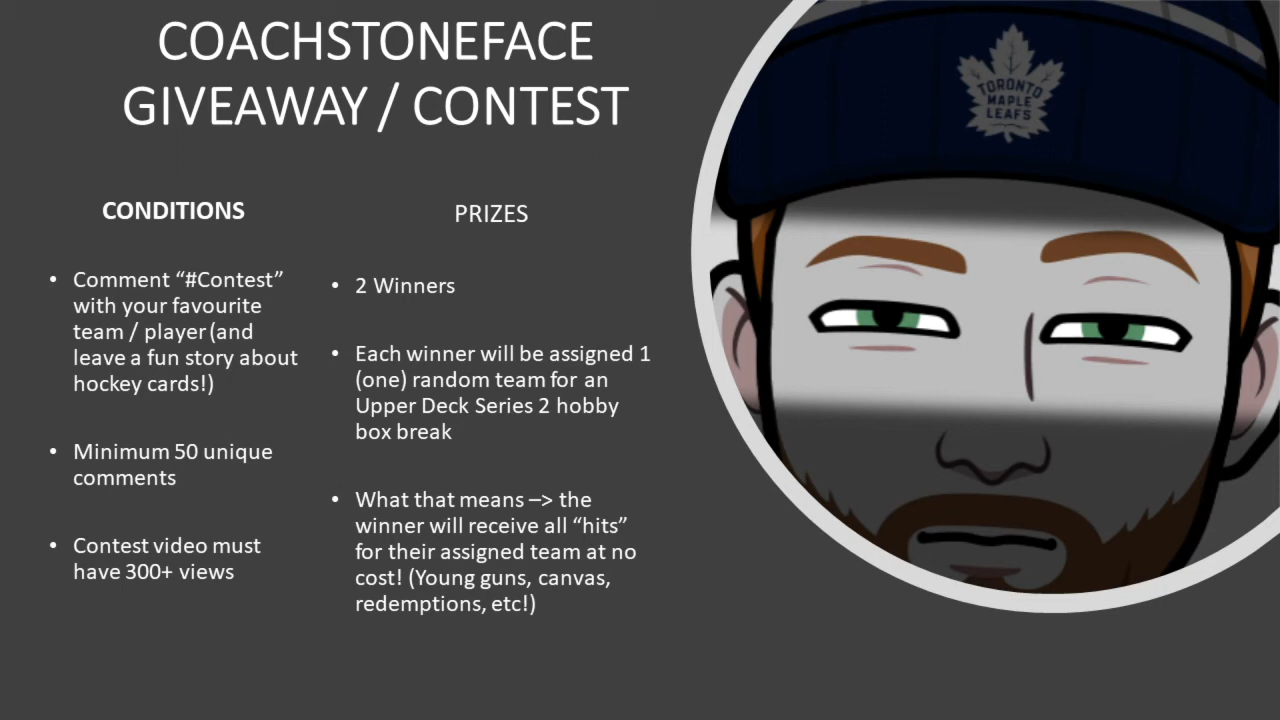 COACHSTONEFACE
GIVEAWAY / CONTEST
CONDITIONS
• Comment “#Contest”
with your favourite
team / player (and
leave a fun story about
hockey cards!)
• Minimum 50 unique
comments
• Contest video must
have 300+ views
PRIZES
• 2 Winners
• Each winner will be assigned 1
(one) random team for an
Upper Deck Series 2 hobby
box break
• What that means –> the
winner will receive all “hits”
for their assigned team at no
cost! (Young guns, canvas,
redemptions, etc!)
TORONTO
MAPLE
LEAFS